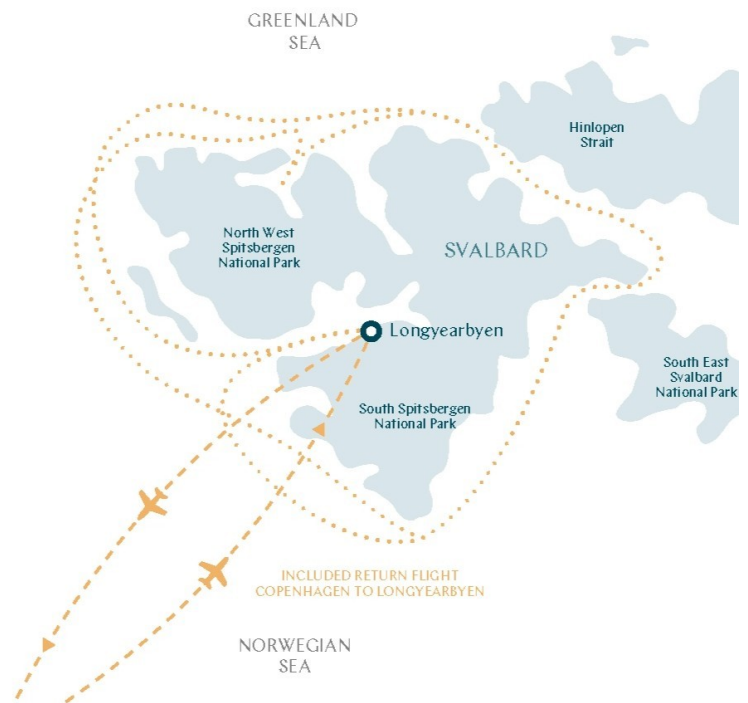 GREENLAND
SEA
Hinlopen
Strait
North West
Spitsbergen
National Park
SVALBARD
Longyearbyen
South East
Svalbard
National Park
South Spitsbergen
National Park
INCLUDED RETURN FLIGHT
COPENHAGEN TO LONGYEARBYEN
NORWEGIAN
SEA